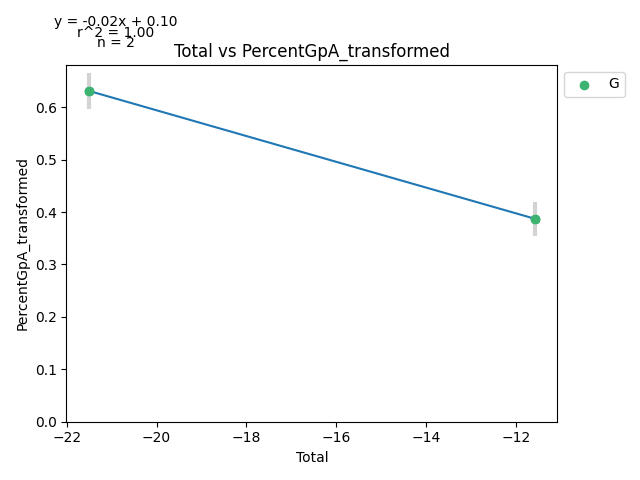 y = -0.02x + 0.10
r^2 = 1.00
n = 2
Total vs PercentGpA_transformed
G
PercentGpA_transformed
0.6
0.5
0.4
0.3
0.2
0.1
0.0
−22 −20 −18 −16 −14 −12
Total